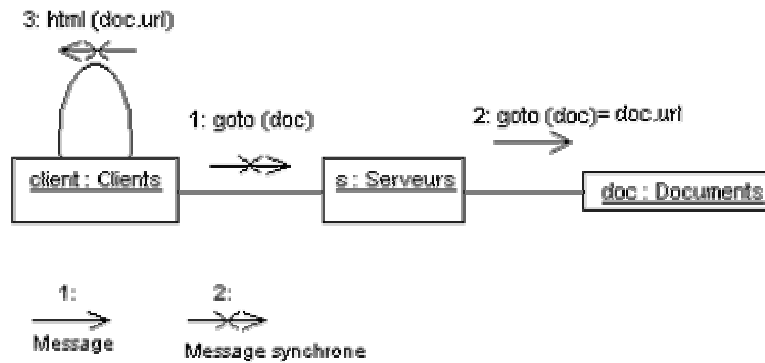 3: html (doc.url)
1: goto (doc)
2: goto (doc)= doc.url
client : Clients
s : Serveurs
doc : Documents
1:
2:
Message
Message synchrone